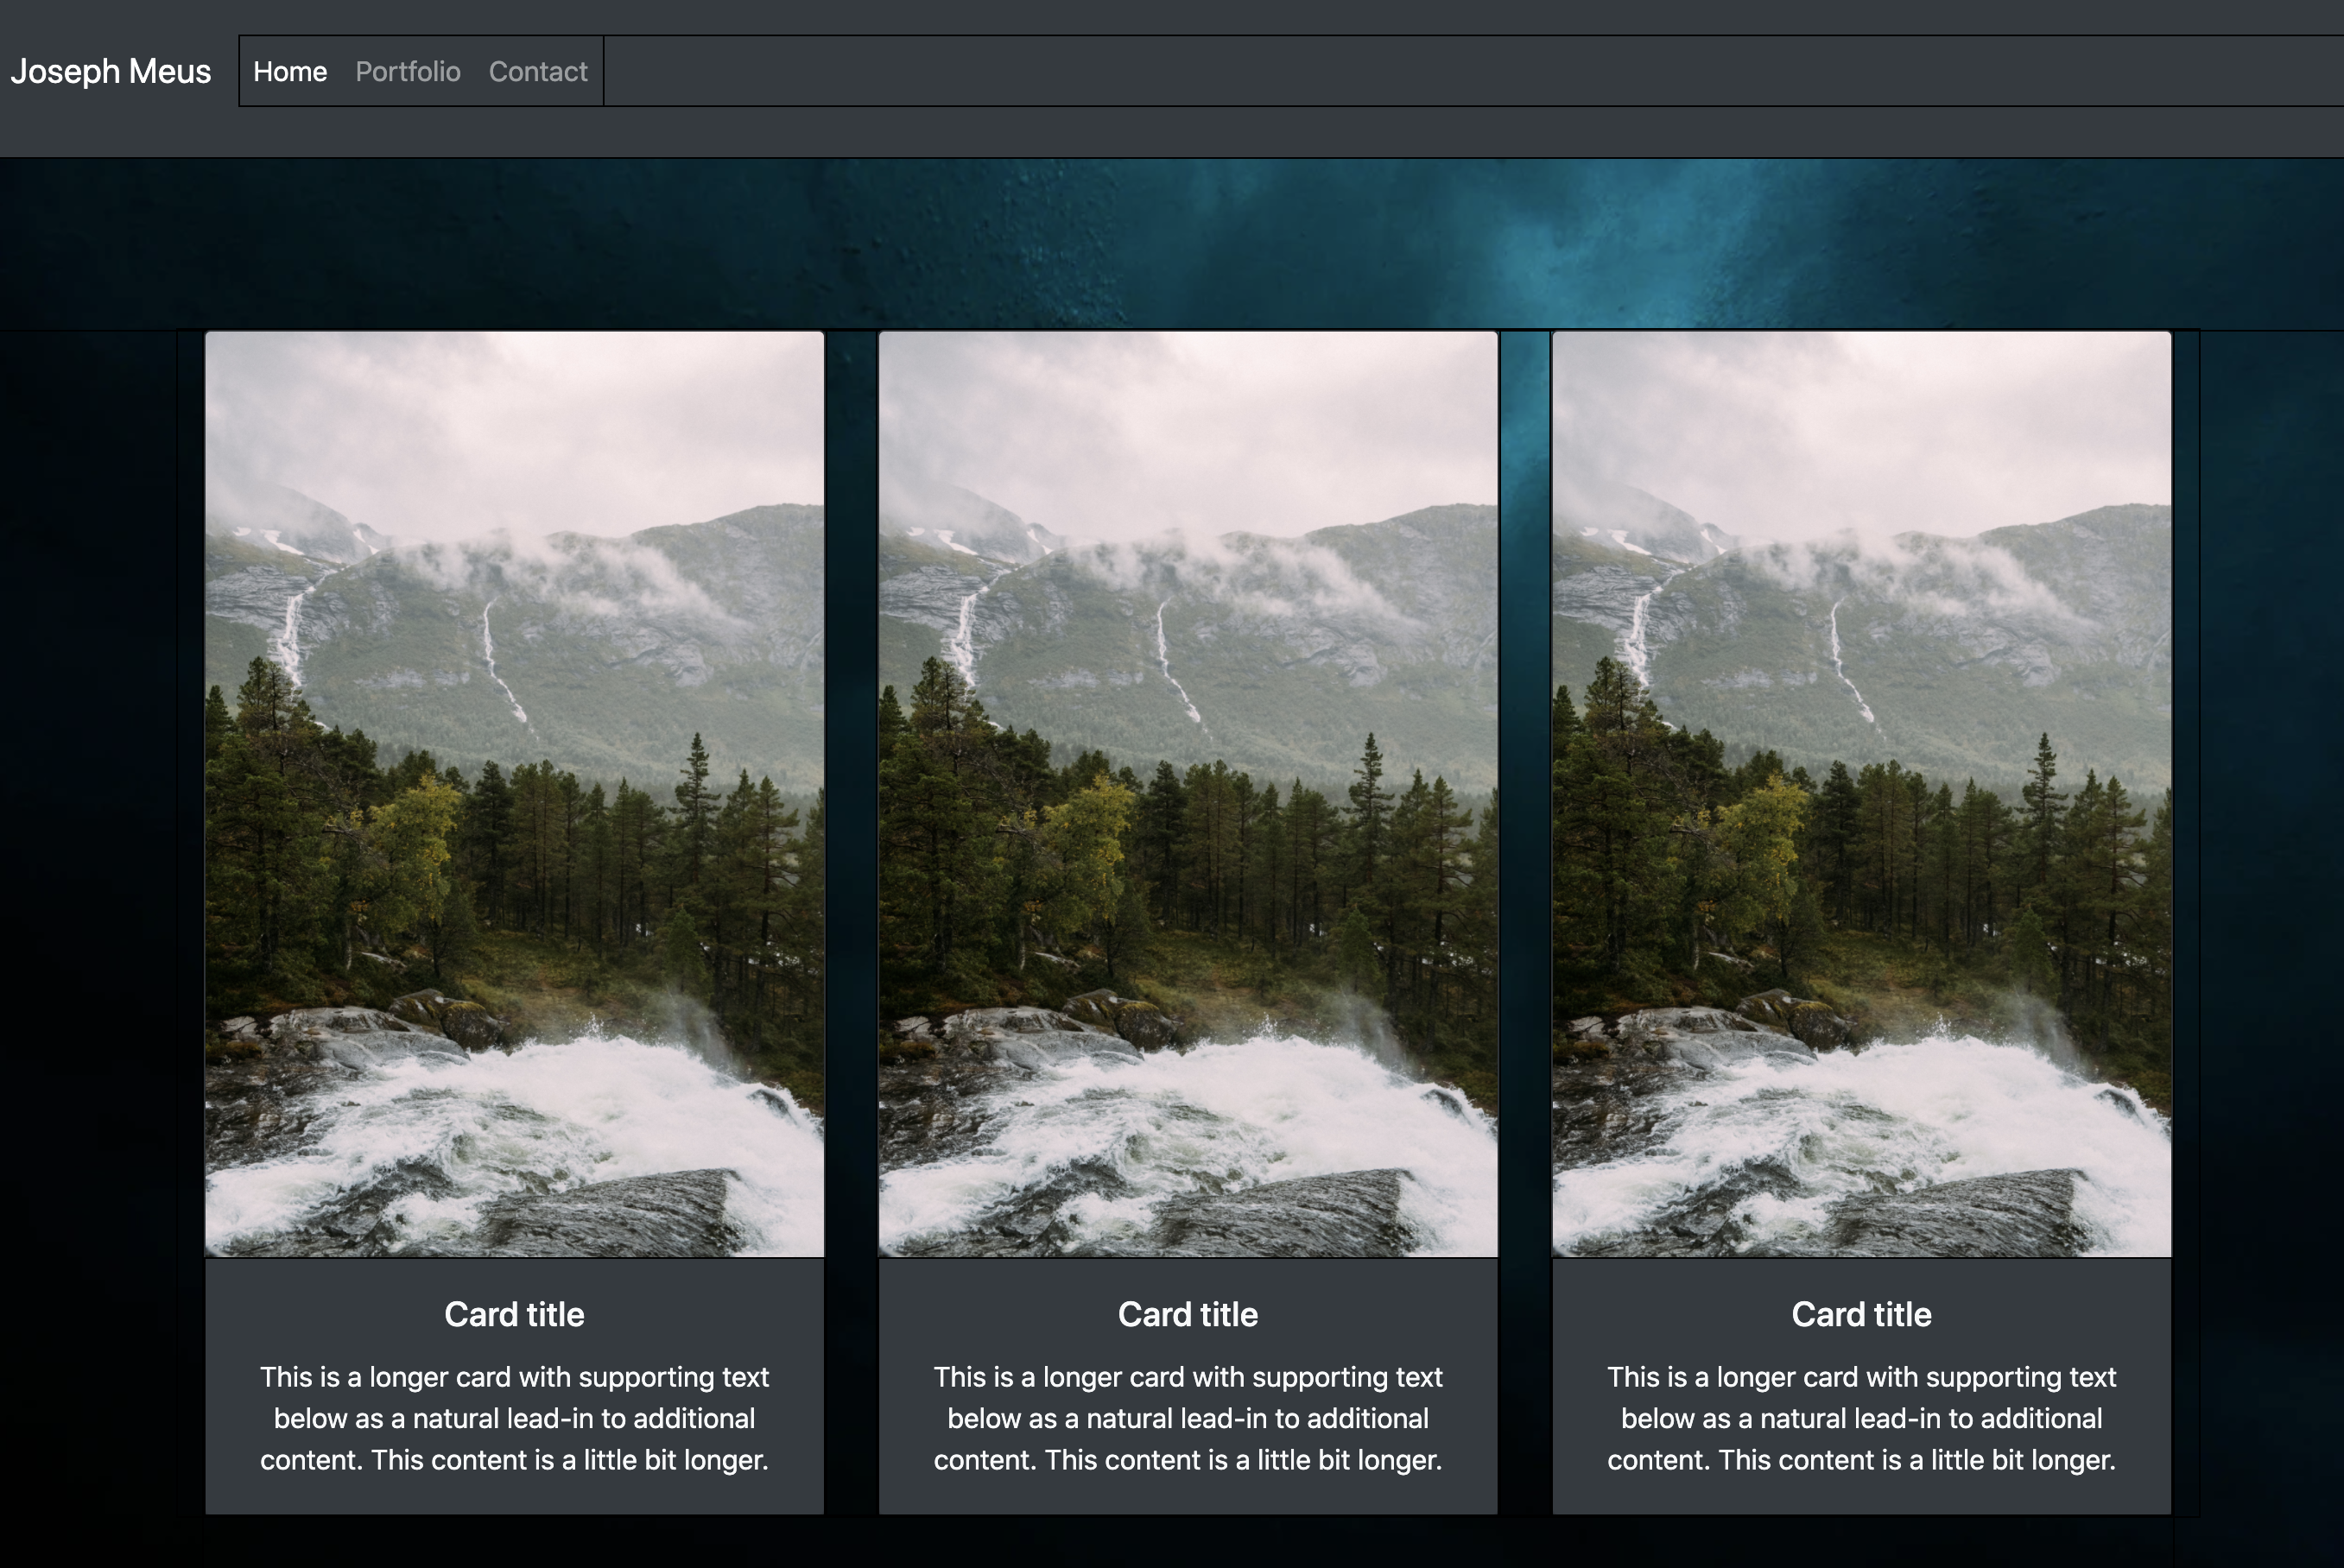 Joseph Meus Home Portfolio Contact
Card title
This is a longer card with supporting text
below as a natural lead-in to additional
content. This content is a little bit longer.
Card title
This is a longer card with supporting text
below as a natural lead-in to additional
content. This content is a little bit longer.
Card title
This is a longer card with supporting text
below as a natural lead-in to additional
content. This content is a little bit longer.